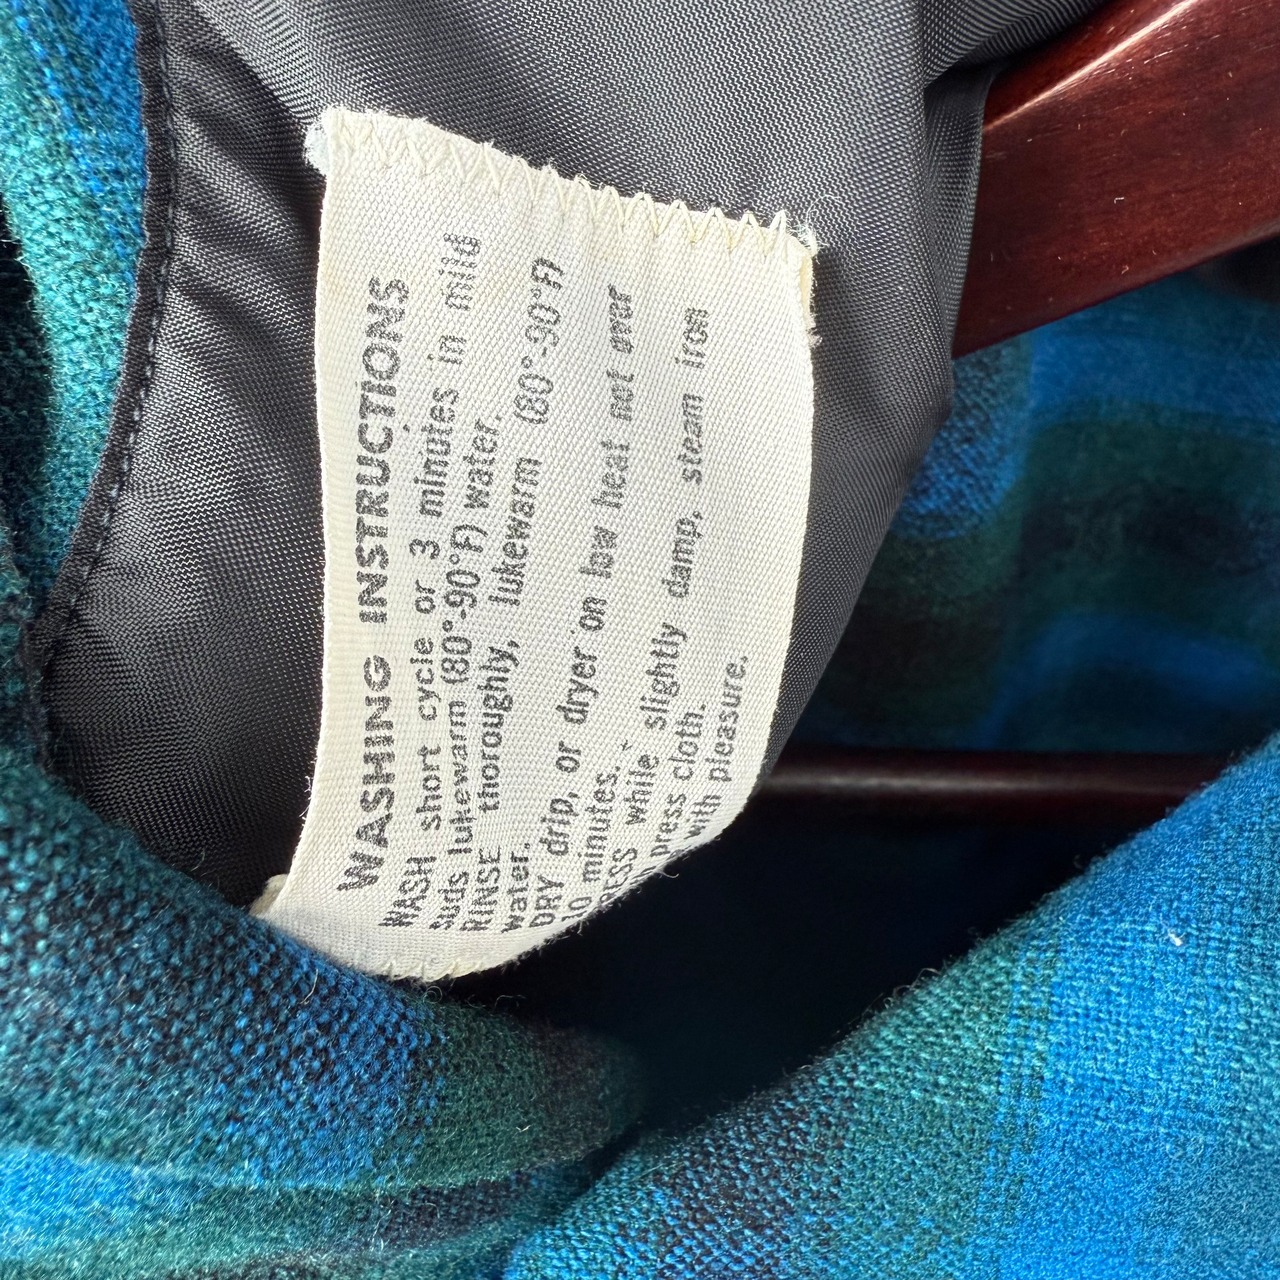 WASHING INSTRUCTIONS
WASH short cycle or 3 minutes in mild
suds lukewarm (80°-90°F) water.
RINSE thoroughly, lukewarm (80°-90°F)
water.
DRY drip, or dryer on low heat not over
10 minutes.
PRESS while slightly damp, steam iron
press cloth.
with pleasure.